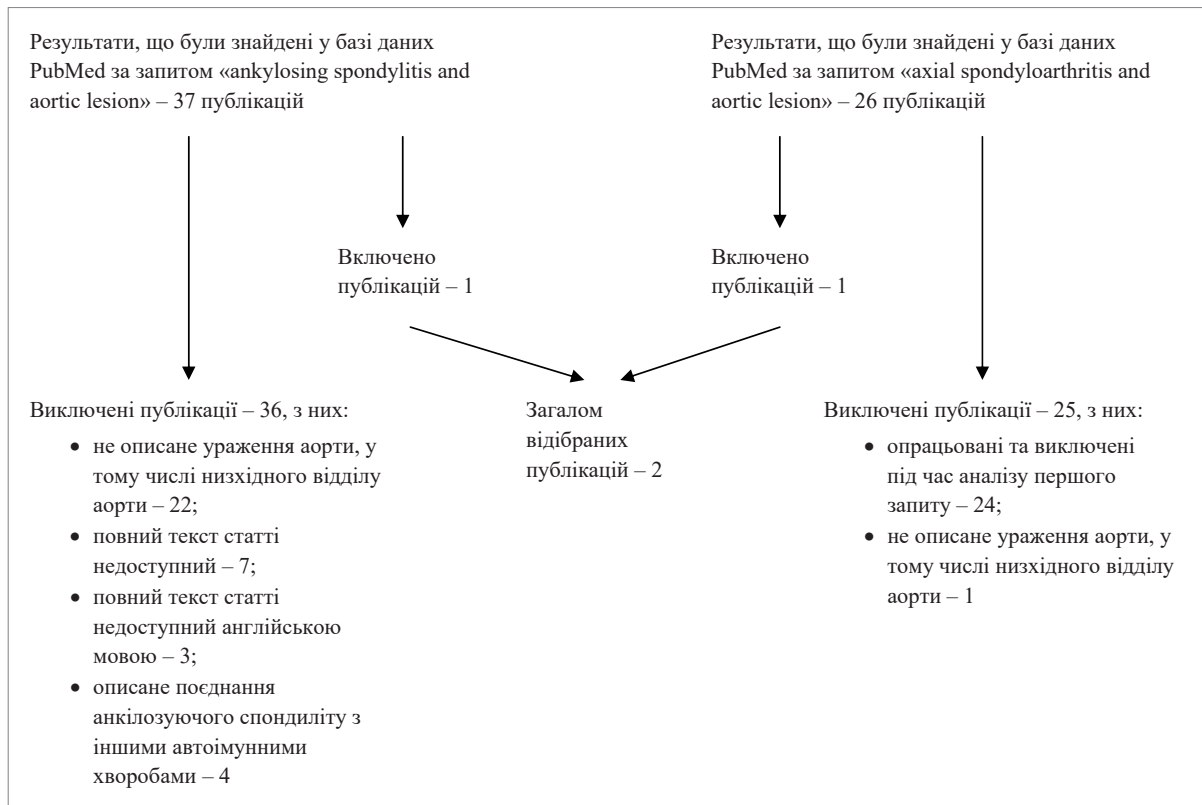 Результати, що були знайдені у базі даних
PubMed за запитом «ankylosing spondylitis and
aortic lesion» – 37 публікацій
Результати, що були знайдені у базі даних
PubMed за запитом «axial spondyloarthritis and
aortic lesion» – 26 публікацій
Включено
публікацій – 1
Включено
публікацій – 1
Виключені публікації – 36, з них:
• не описане ураження аорти, у
тому числі низхідного відділу
аорти – 22;
• повний текст статті
недоступний – 7;
• повний текст статті
недоступний англійською
мовою – 3;
• описане поєднання
анкілозуючого спондиліту з
іншими автоімунними
хворобами – 4
Загалом
відібраних
публікацій – 2
Виключені публікації – 25, з них:
• опрацьовані та виключені
під час аналізу першого
запиту – 24;
• не описане ураження аорти, у
тому числі низхідного відділу
аорти – 1